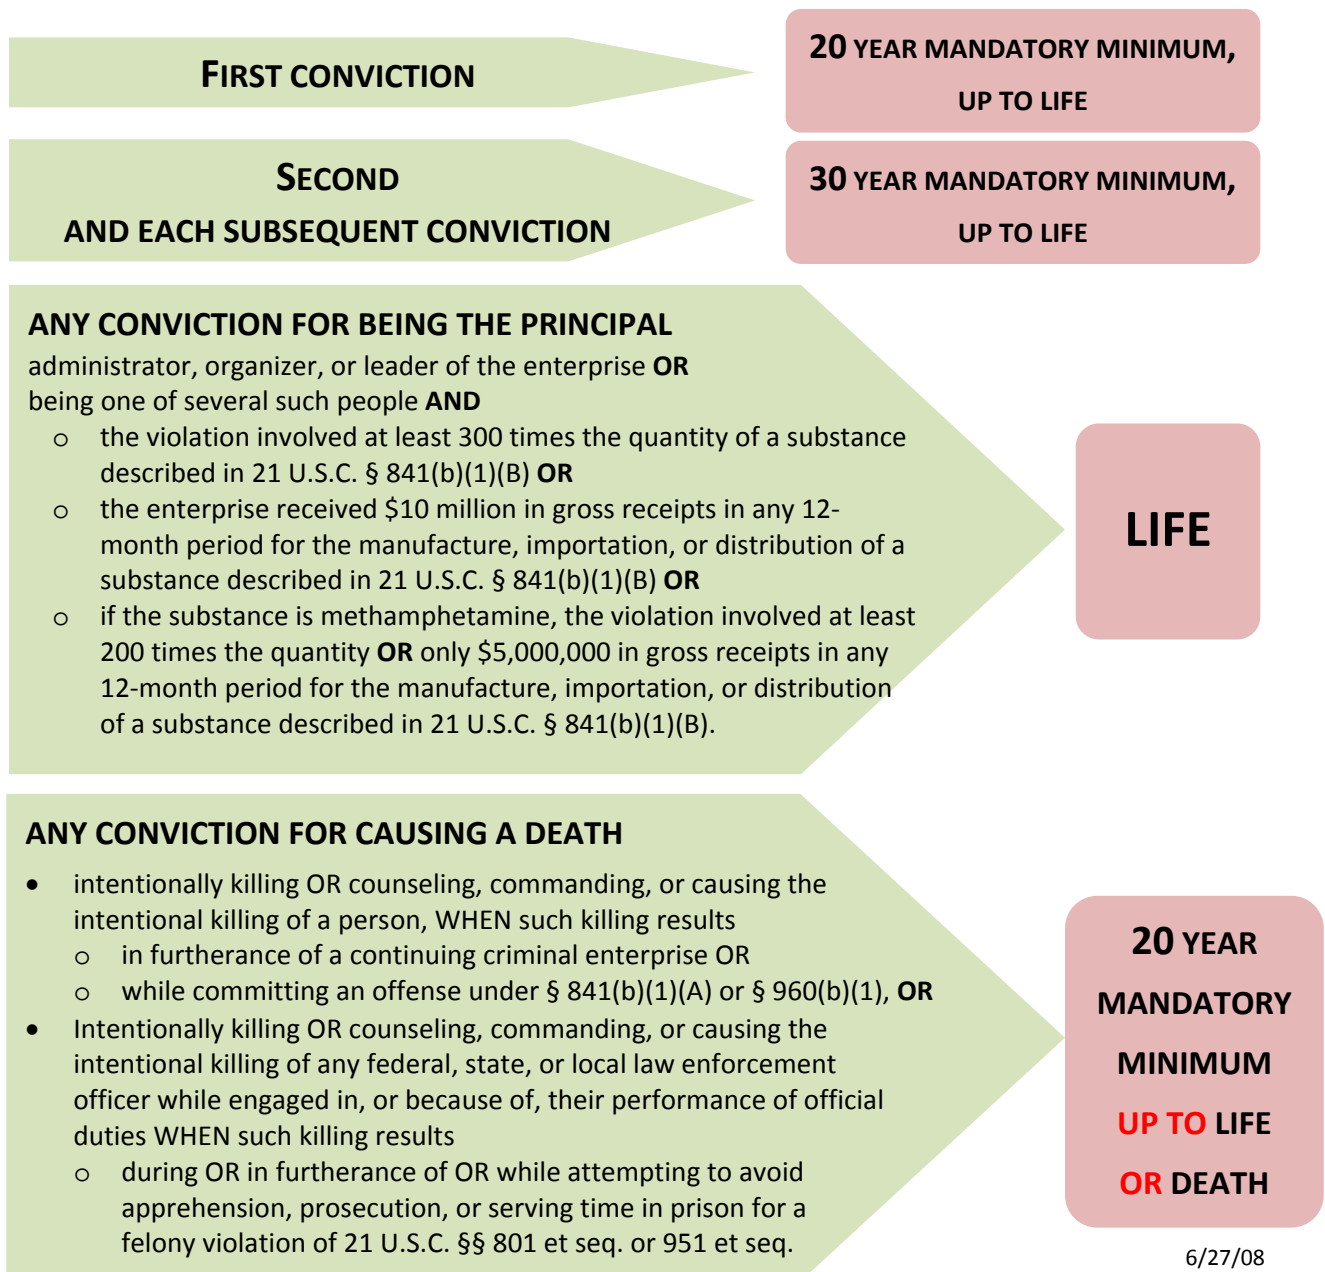 FIRST CONVICTION
20 YEAR MANDATORY MINIMUM,
UP TO LIFE
SECOND
AND EACH SUBSEQUENT CONVICTION
30 YEAR MANDATORY MINIMUM,
UP TO LIFE
ANY CONVICTION FOR BEING THE PRINCIPAL
administrator, organizer, or leader of the enterprise OR
being one of several such people AND
o the violation involved at least 300 times the quantity of a substance
described in 21 U.S.C. § 841(b)(1)(B) OR
o the enterprise received $10 million in gross receipts in any 12-
month period for the manufacture, importation, or distribution of a
substance described in 21 U.S.C. § 841(b)(1)(B) OR
o if the substance is methamphetamine, the violation involved at least
200 times the quantity OR only $5,000,000 in gross receipts in any
12-month period for the manufacture, importation, or distribution
of a substance described in 21 U.S.C. § 841(b)(1)(B).
LIFE
ANY CONVICTION FOR CAUSING A DEATH
• intentionally killing OR counseling, commanding, or causing the
intentional killing of a person, WHEN such killing results
o in furtherance of a continuing criminal enterprise OR
o while committing an offense under § 841(b)(1)(A) or § 960(b)(1), OR
• Intentionally killing OR counseling, commanding, or causing the
intentional killing of any federal, state, or local law enforcement
officer while engaged in, or because of, their performance of official
duties WHEN such killing results
o during OR in furtherance of OR while attempting to avoid
apprehension, prosecution, or serving time in prison for a
felony violation of 21 U.S.C. §§ 801 et seq. or 951 et seq.
20 YEAR
MANDATORY
MINIMUM
UP TO LIFE
OR DEATH
6/27/08